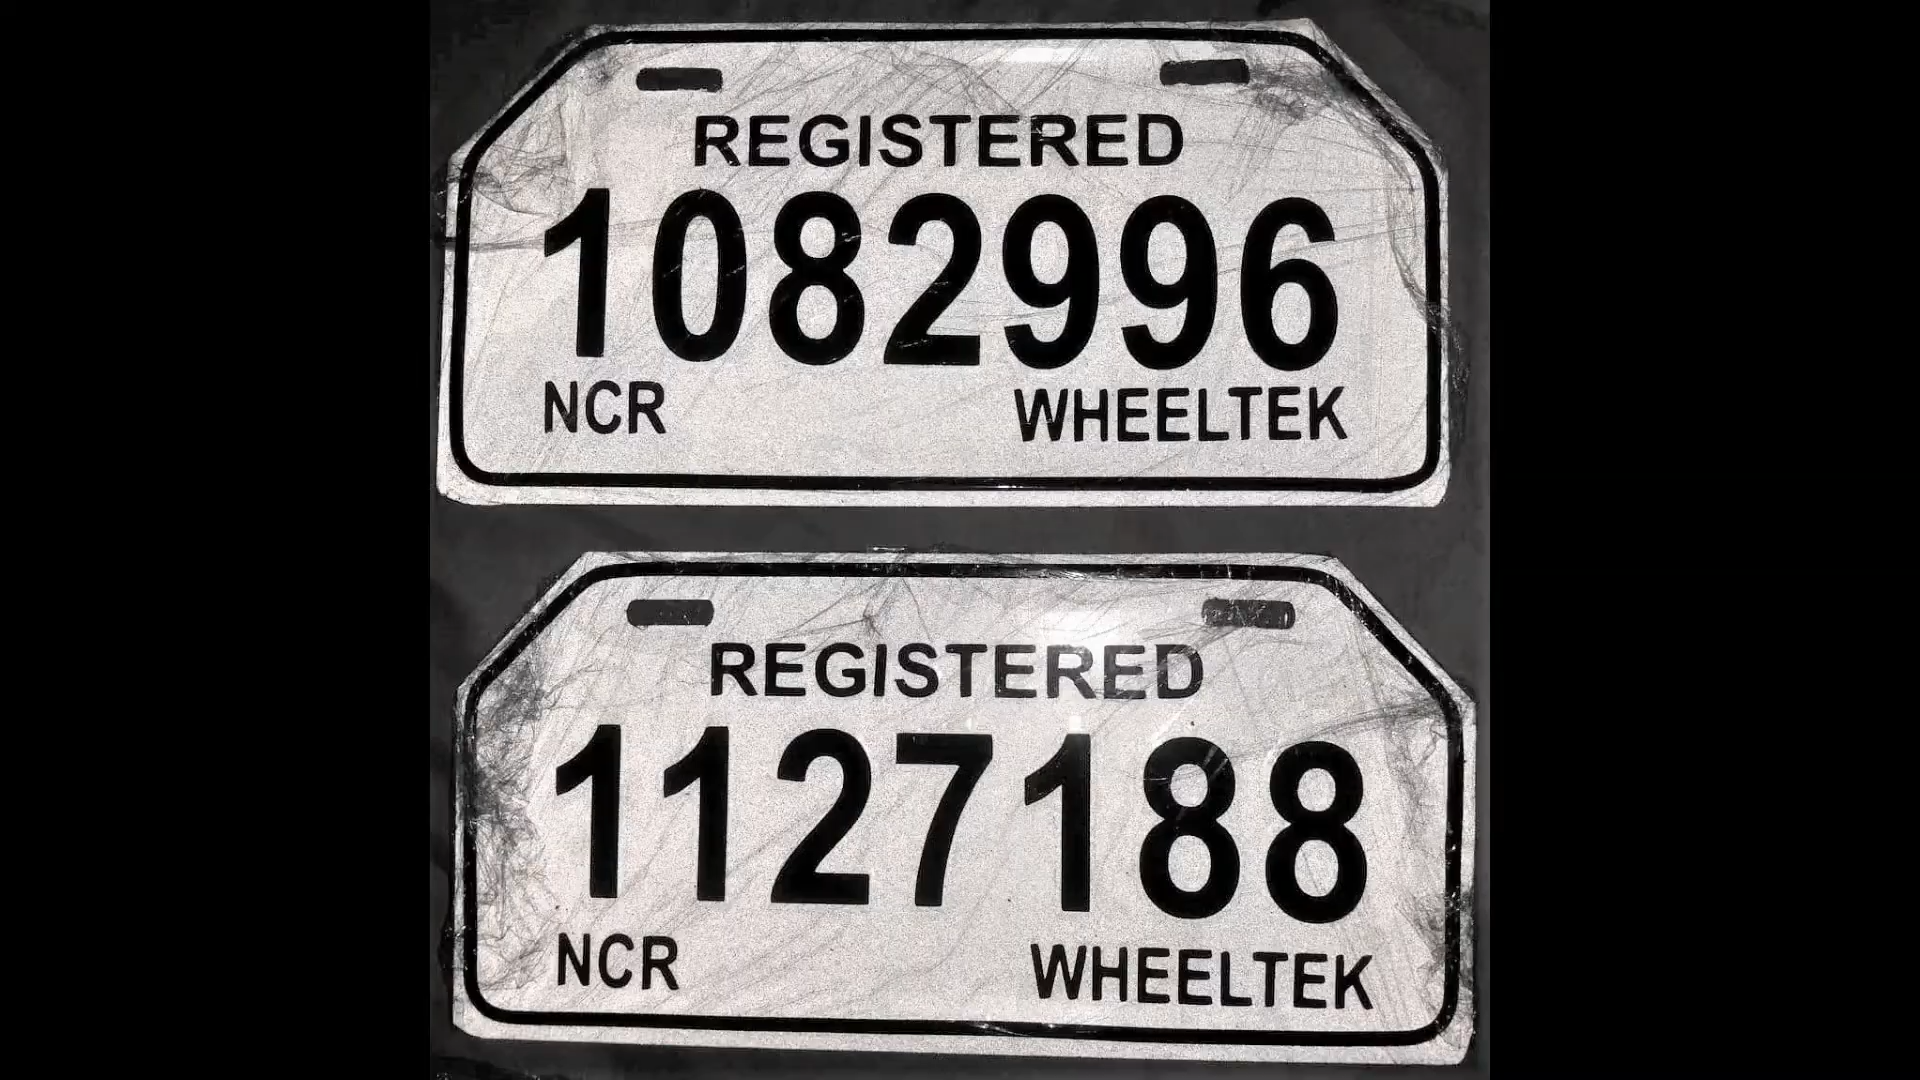 REGISTERED
1082996
NCR WHEELTEK
REGISTERED
1127188
NCR WHEELTEK